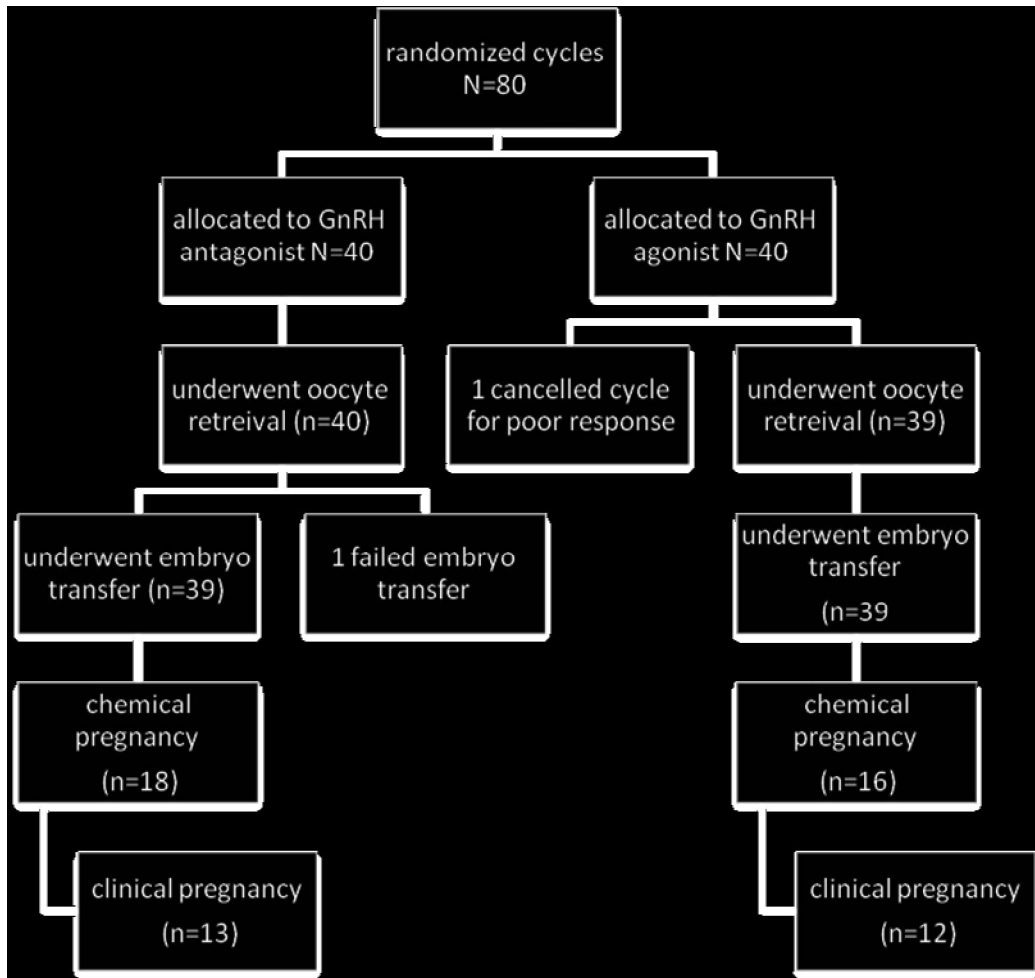 randomized cycles
N=80
allocated to GnRH
antagonist N=40
allocated to GnRH
agonist N=40
underwent oocyte
retreival (n=40)
1 cancelled cycle
for poor response
underwent oocyte
retreival (n=39)
underwent embryo
transfer (n=39)
1 failed embryo
transfer
underwent embryo
transfer
(n=39
chemical
pregnancy
(n=18)
chemical
pregnancy
(n=16)
clinical pregnancy
(n=13)
clinical pregnancy
(n=12)